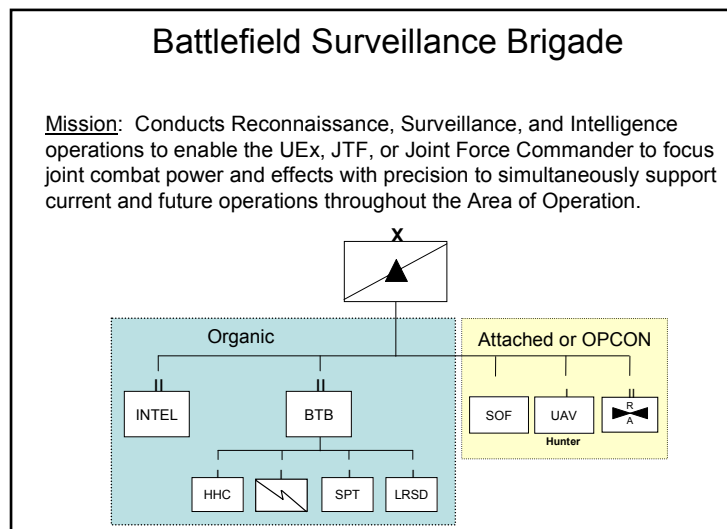 Battlefield Surveillance Brigade
Mission: Conducts Reconnaissance, Surveillance, and Intelligence
operations to enable the UEx, JTF, or Joint Force Commander to focus
joint combat power and effects with precision to simultaneously support
current and future operations throughout the Area of Operation.
X
Organic
Attached or OPCON
II
II
II
INTEL
BTB
SOF
UAV
R
A
Hunter
HHC
SPT
LRSD